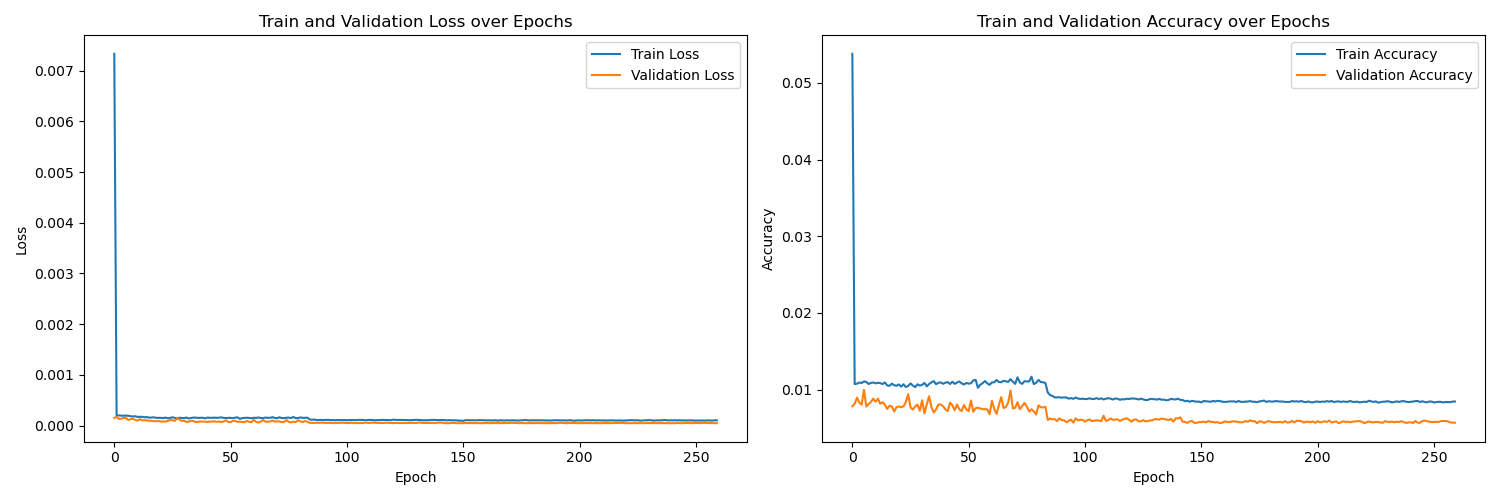 Train and Validation Loss over Epochs
Train Loss
Validation Loss
0.007
0.006
0.005
0.004
0.003
0.002
0.001
0.000
Loss
0
50
100
150
200
250
Epoch
Train and Validation Accuracy over Epochs
Train Accuracy
Validation Accuracy
0.05
0.04
0.03
0.02
0.01
Accuracy
0
50
100
150
200
250
Epoch